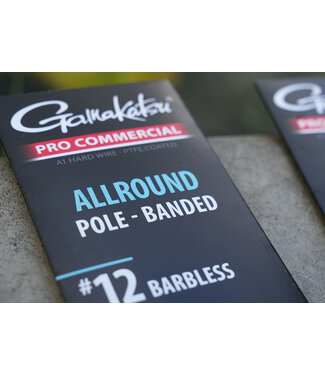 Gamakatsu
PRO COMMERCIAL
A1 HARD WIRE - PTFE COATED
ALLROUND
POLE - BANDED
#12 BARBLESS